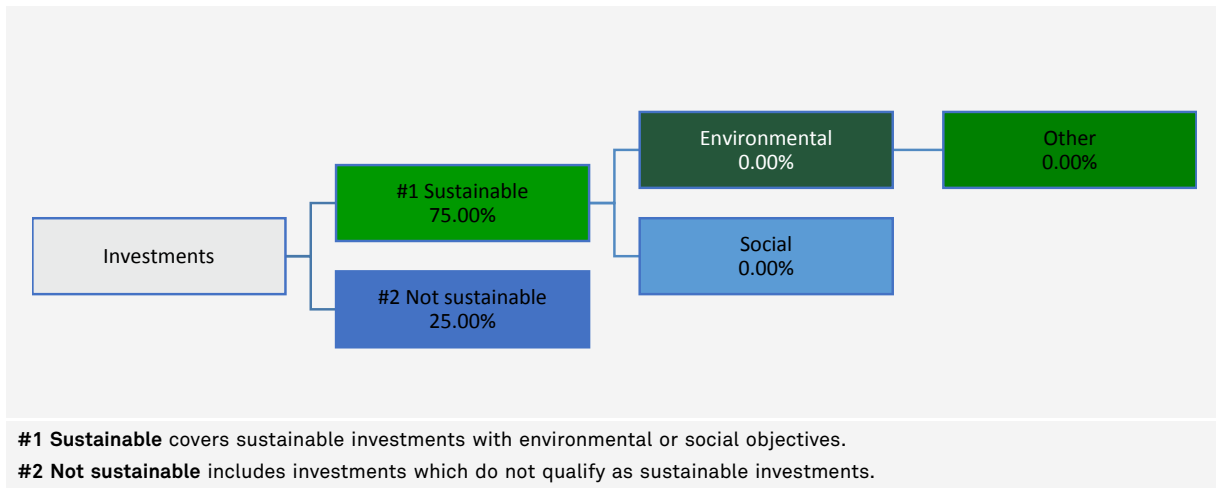 Investments
#1 Sustainable
75.00%
#2 Not sustainable
25.00%
Environmental
0.00%
Social
0.00%
Other
0.00%
#1 Sustainable covers sustainable investments with environmental or social objectives.
#2 Not sustainable includes investments which do not qualify as sustainable investments.